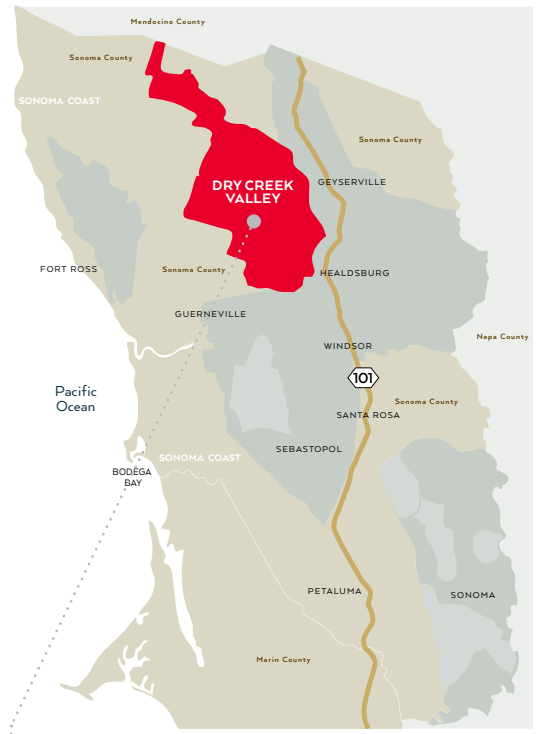 Mendocino County
Sonoma County
SONOMA COAST
Sonoma County
GEYSERVILLE
DRY CREEK
VALLEY
FORT ROSS
Sonoma County
HEALDSBURG
GUERNEVILLE
Napa County
WINDSOR
101
Pacific
Ocean
Sonoma County
SANTA ROSA
SEBASTOPOL
SONOMA COAST
BODEGA
BAY
PETALUMA
SONOMA
Marin County